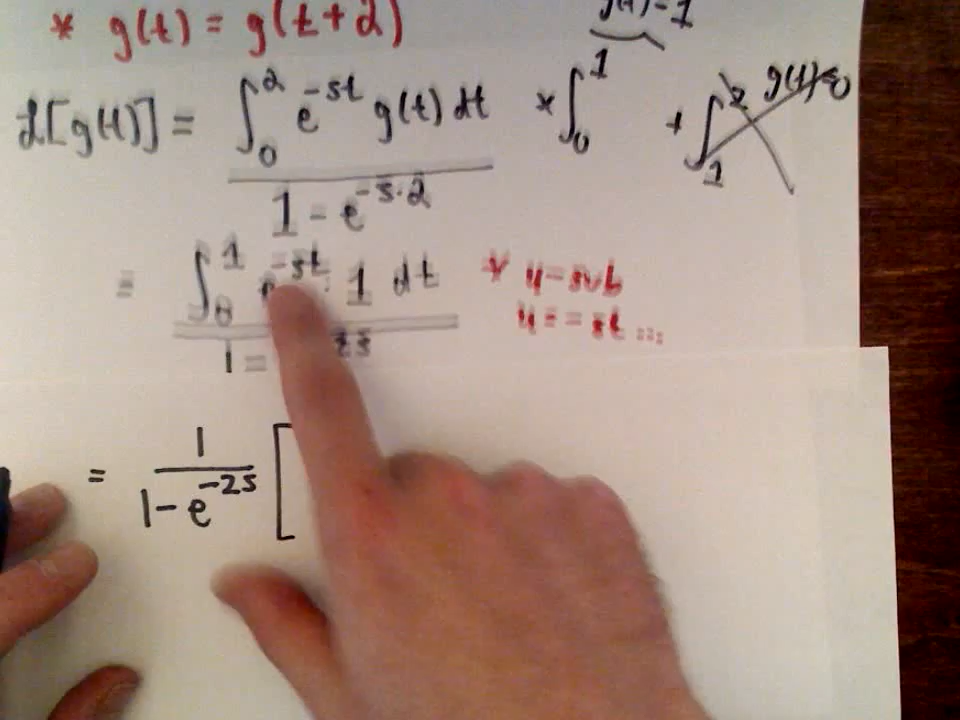 * g(t) = g(t+2)
g(t) = 1
ℒ[g(t)] = ∫₀² e^{-st} g(t) dt * ∫₀¹ + ∫₁² g(t)=0
1 - e^{-s·2}
= ∫₀¹ e^{-st} · 1 dt * u-sub
u = -st ...
1 - 2s
= 1 / (1 - e^{-2s}) [